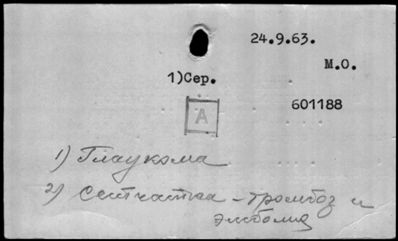 24.9.63.
М.О.
1)Сер.
601188
А
1) Глаукома
2) Сетчатка - тромбоз и
эмболия